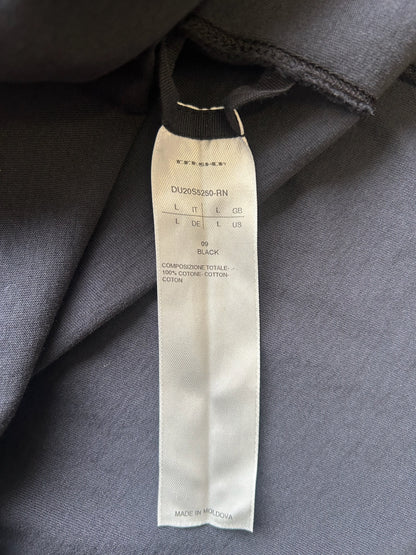 DU20S5250-RN
L IT L GB
L DE L US
09
BLACK
COMPOSIZIONE TOTALE- .-
100% COTONE- COTTON-
COTON
MADE IN MOLDOVA